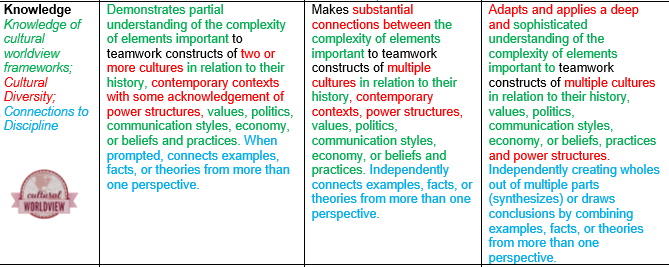 Knowledge
Knowledge of
cultural
worldview
frameworks;
Cultural
Diversity;
Connections to
Discipline
cultural
WORLDVIEW
Demonstrates partial
understanding of the complexity
of elements important to
teamwork constructs of two or
more cultures in relation to their
history, contemporary contexts
with some acknowledgement of
power structures, values, politics,
communication styles, economy,
or beliefs and practices. When
prompted, connects examples,
facts, or theories from more than
one perspective.
Makes substantial
connections between the
complexity of elements
important to teamwork
constructs of multiple
cultures in relation to their
history, contemporary
contexts, power structures,
values, politics,
communication styles,
economy, or beliefs and
practices. Independently
connects examples, facts, or
theories from more than one
perspective.
Adapts and applies a deep
and sophisticated
understanding of the
complexity of elements
important to teamwork
constructs of multiple cultures
in relation to their history,
values, politics,
communication styles,
economy, or beliefs, practices
and power structures.
Independently creating wholes
out of multiple parts
(synthesizes) or draws
conclusions by combining
examples, facts, or theories
from more than one
perspective.